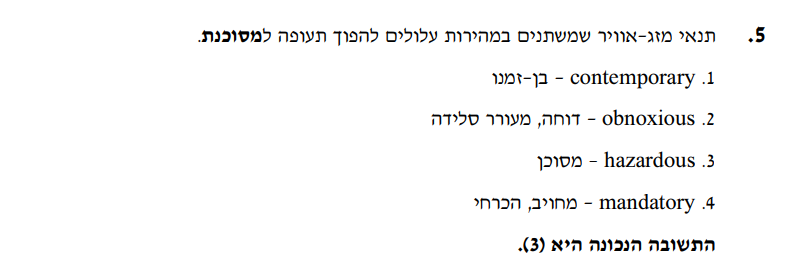 5. תנאי מזג-אוויר שמשתנים במהירות עלולים להפוך תעופה למסוכנת.
1. contemporary – בן-זמנו
2. obnoxious – דוחה, מעורר סלידה
3. hazardous – מסוכן
4. mandatory – מחויב, הכרחי
התשובה הנכונה היא (3).